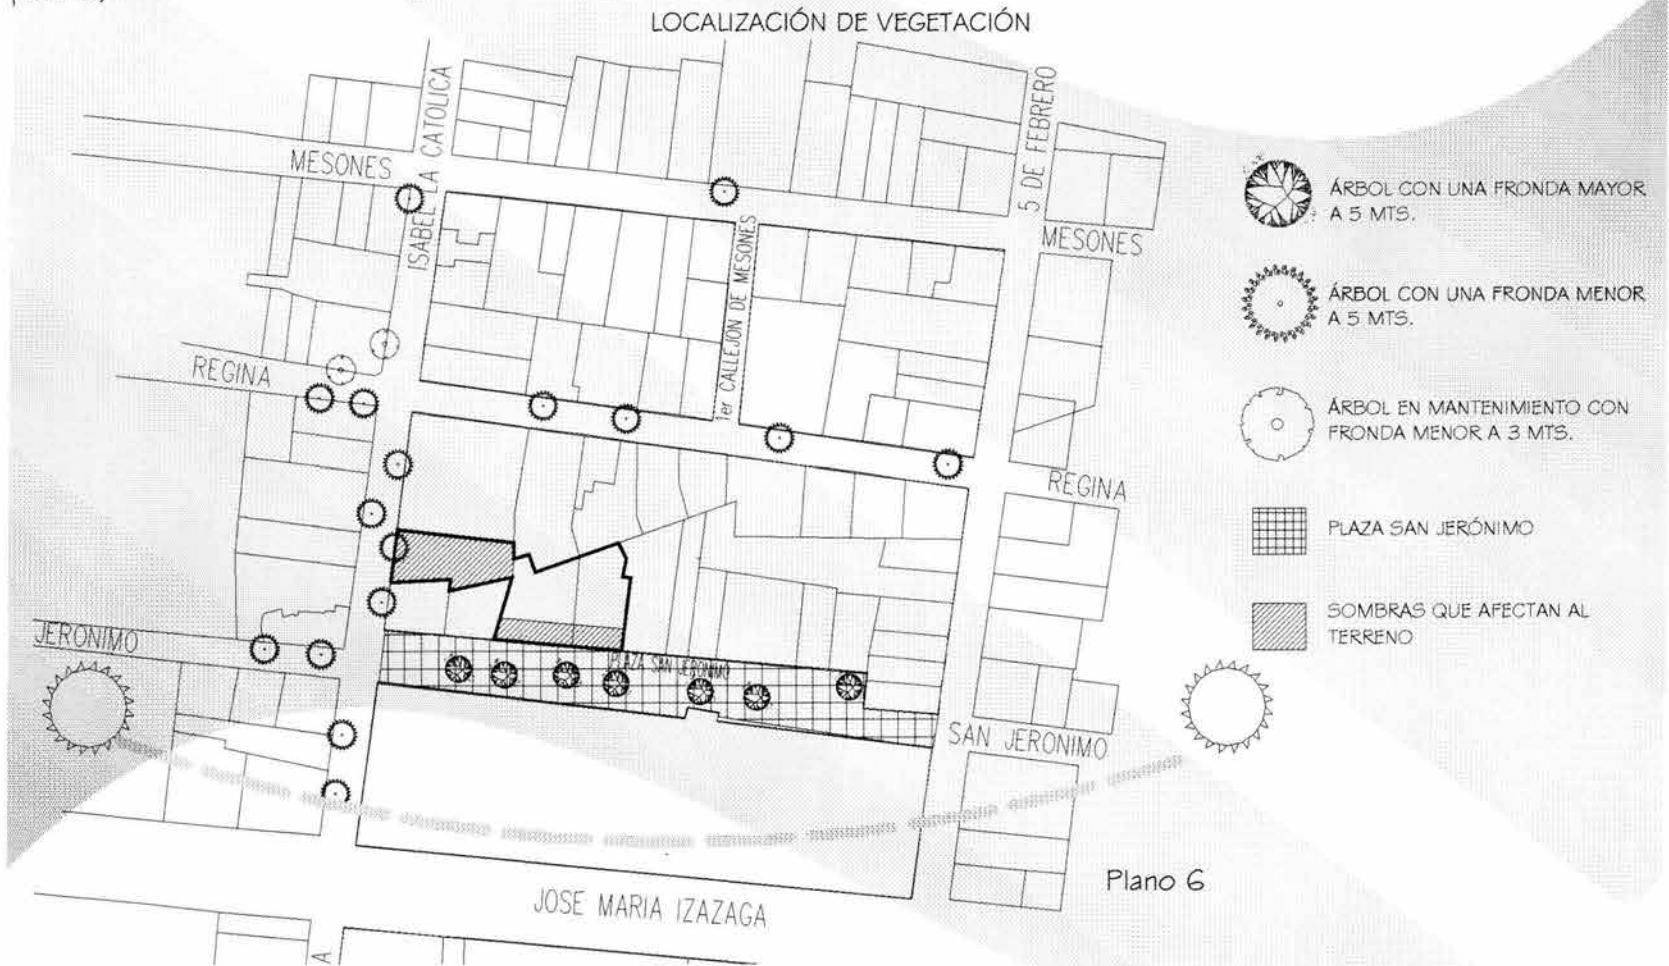 LOCALIZACIÓN DE VEGETACIÓN
ISABEL LA CATOLICA
5 DE FEBRERO
MESONES
MESONES
1er CALLEJON DE MESONES
REGINA
REGINA
JERONIMO
PLAZA SAN JERONIMO
SAN JERONIMO
JOSE MARIA IZAZAGA
A
ÁRBOL CON UNA FRONDA MAYOR
A 5 MTS.
ÁRBOL CON UNA FRONDA MENOR
A 5 MTS.
ÁRBOL EN MANTENIMIENTO CON
FRONDA MENOR A 3 MTS.
PLAZA SAN JERÓNIMO
SOMBRAS QUE AFECTAN AL
TERRENO
Plano 6